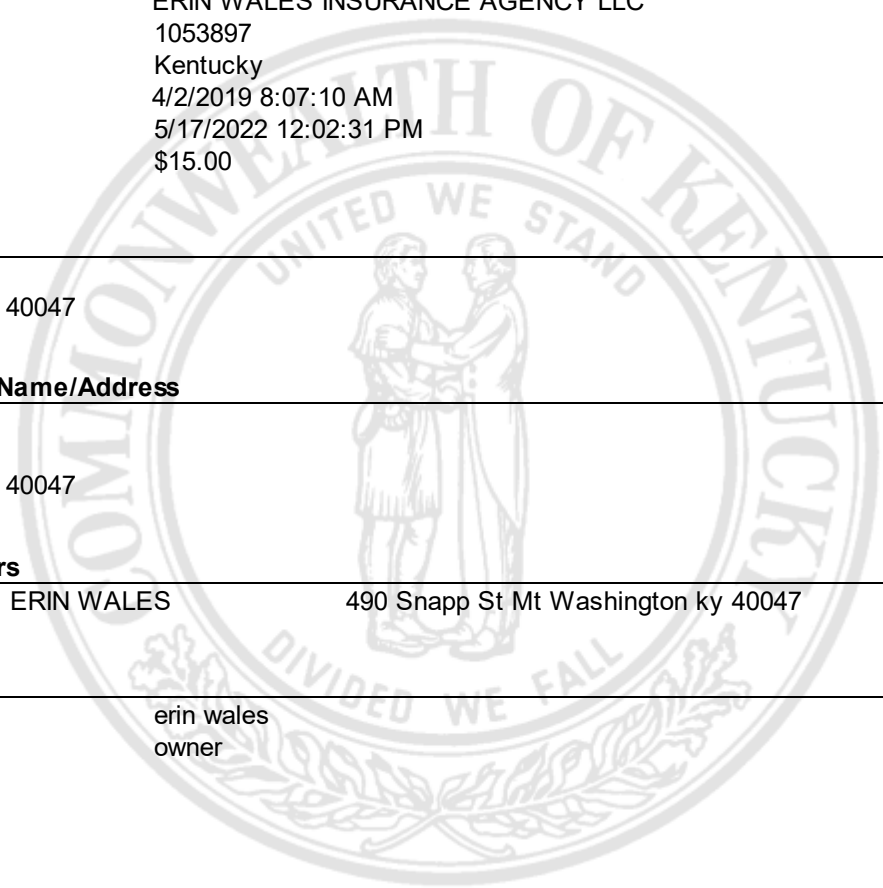 ERIN WALES INSURANCE AGENCY LLC
1053897
Kentucky
4/2/2019 8:07:10 AM
5/17/2022 12:02:31 PM
$15.00
COMMONWEALTH OF KENTUCKY
UNITED WE STAND
40047
Name/Address
40047
rs
ERIN WALES 490 Snapp St Mt Washington ky 40047
DIVIDED WE FALL
erin wales
owner